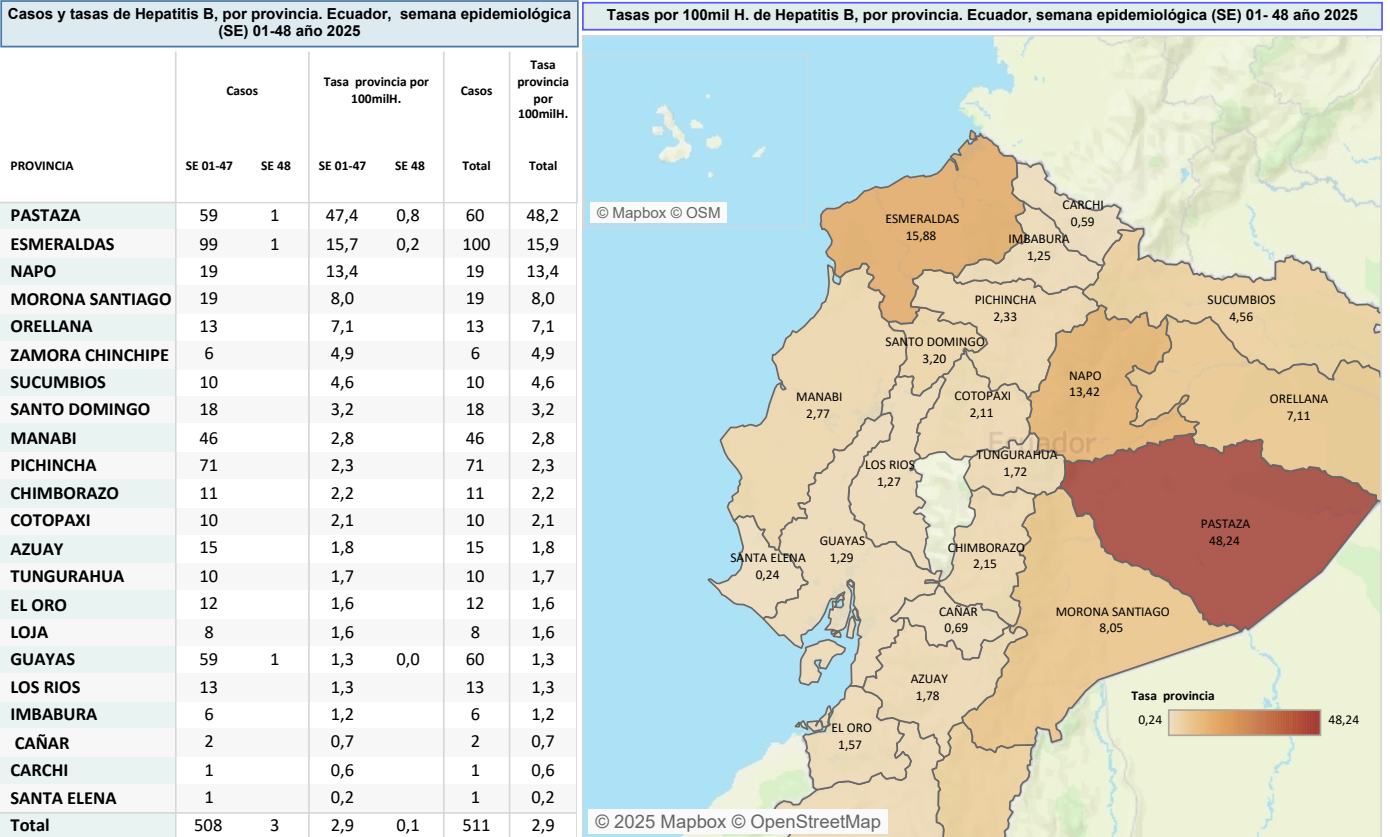 Casos y tasas de Hepatitis B, por provincia. Ecuador, semana epidemiológica
(SE) 01-48 año 2025
Casos
Tasa provincia por
100milH.
Casos
Tasa
provincia
por
100milH.
PROVINCIA SE 01-47 SE 48 SE 01-47 SE 48 Total Total
PASTAZA 59 1 47,4 0,8 60 48,2
ESMERALDAS 99 1 15,7 0,2 100 15,9
NAPO 19 13,4 19 13,4
MORONA SANTIAGO 19 8,0 19 8,0
ORELLANA 13 7,1 13 7,1
ZAMORA CHINCHIPE 6 4,9 6 4,9
SUCUMBIOS 10 4,6 10 4,6
SANTO DOMINGO 18 3,2 18 3,2
MANABI 46 2,8 46 2,8
PICHINCHA 71 2,3 71 2,3
CHIMBORAZO 11 2,2 11 2,2
COTOPAXI 10 2,1 10 2,1
AZUAY 15 1,8 15 1,8
TUNGURAHUA 10 1,7 10 1,7
EL ORO 12 1,6 12 1,6
LOJA 8 1,6 8 1,6
GUAYAS 59 1 1,3 0,0 60 1,3
LOS RIOS 13 1,3 13 1,3
IMBABURA 6 1,2 6 1,2
CAÑAR 2 0,7 2 0,7
CARCHI 1 0,6 1 0,6
SANTA ELENA 1 0,2 1 0,2
Total 508 3 2,9 0,1 511 2,9
Tasas por 100mil H. de Hepatitis B, por provincia. Ecuador, semana epidemiológica (SE) 01- 48 año 2025
© Mapbox © OSM
CARCHI
0,59
ESMERALDAS
15,88
IMBABURA
1,25
PICHINCHA
2,33
SUCUMBIOS
4,56
SANTO DOMINGO
3,20
NAPO
13,42
MANABI
2,77
COTOPAXI
2,11
ORELLANA
7,11
Ecuador
TUNGURAHUA
1,72
LOS RIOS
1,27
PASTAZA
48,24
GUAYAS
1,29
CHIMBORAZO
2,15
SANTA ELENA
0,24
CAÑAR
0,69
MORONA SANTIAGO
8,05
AZUAY
1,78
EL ORO
1,57
Tasa provincia
0,24 48,24
© 2025 Mapbox © OpenStreetMap